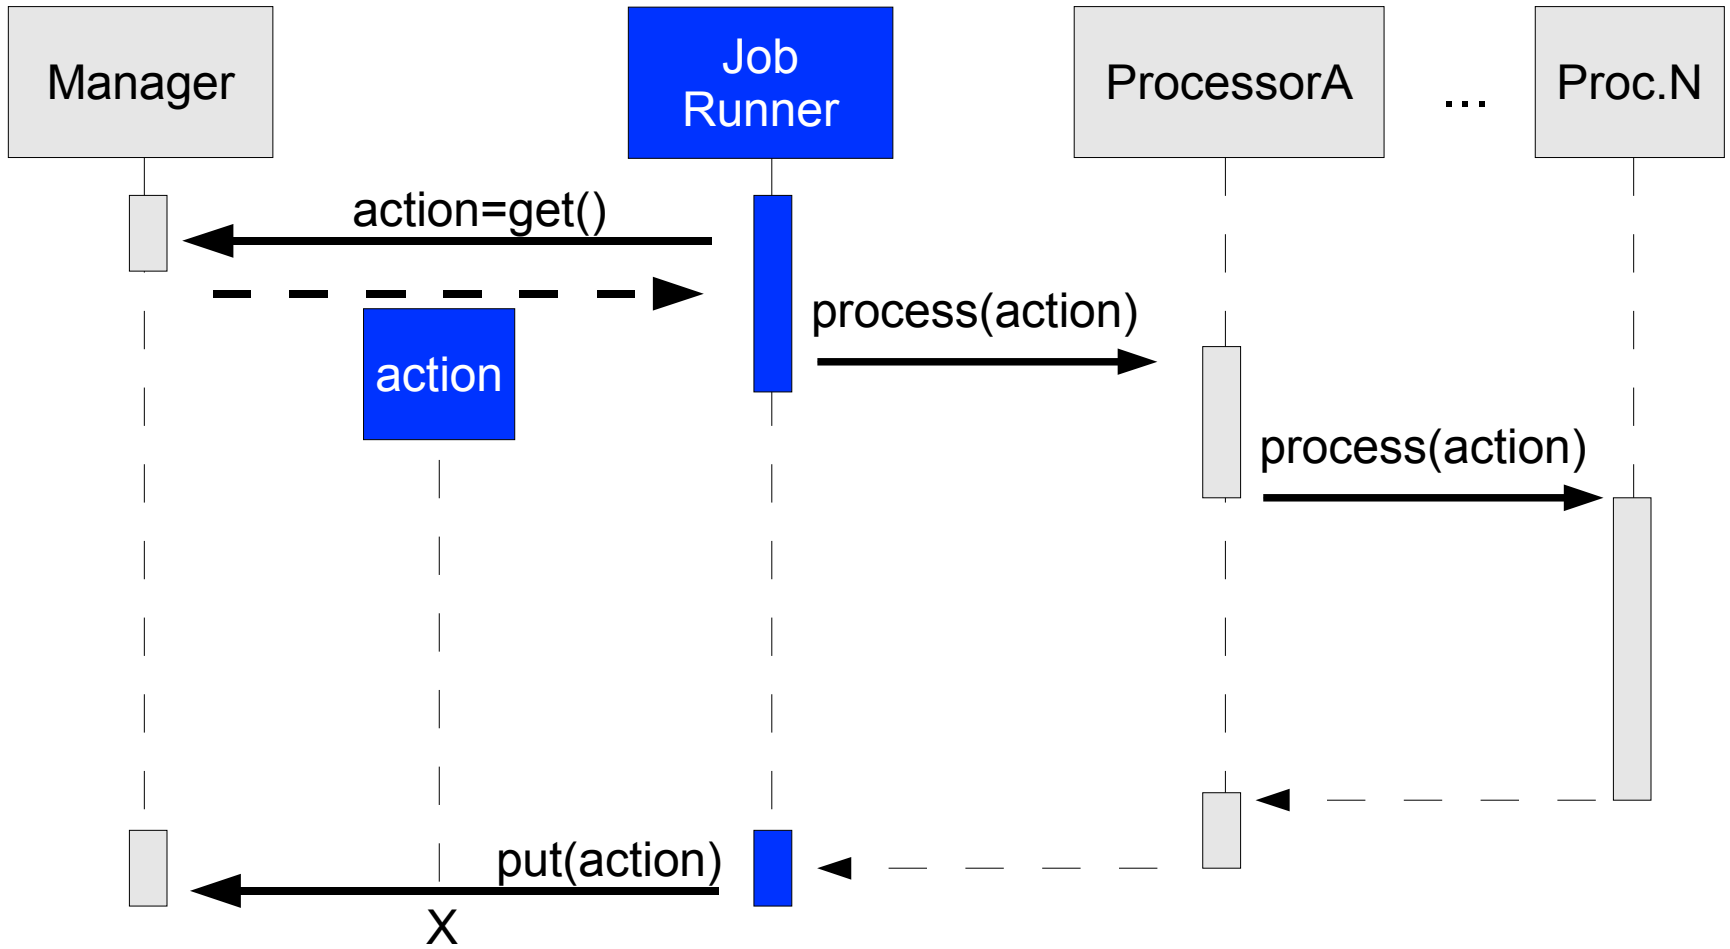 Manager
Job
Runner
ProcessorA
...
Proc.N
action=get()
action
process(action)
process(action)
put(action)
X